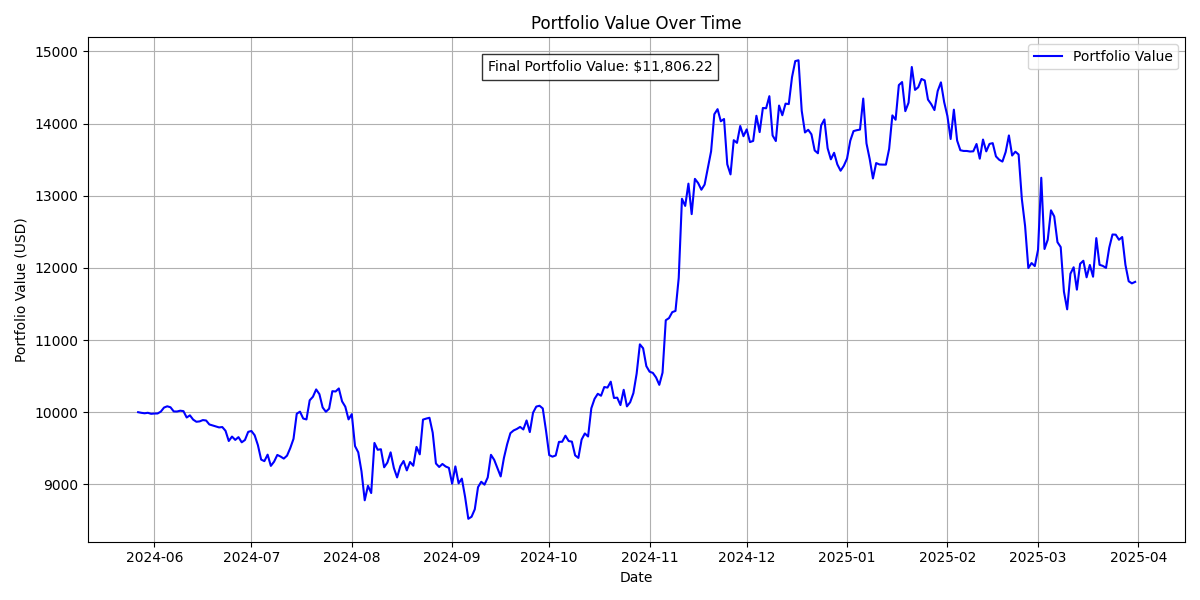 Portfolio Value Over Time
Final Portfolio Value: $11,806.22
Portfolio Value
Portfolio Value (USD)
15000
14000
13000
12000
11000
10000
9000
2024-06 2024-07 2024-08 2024-09 2024-10 2024-11 2024-12 2025-01 2025-02 2025-03 2025-04
Date